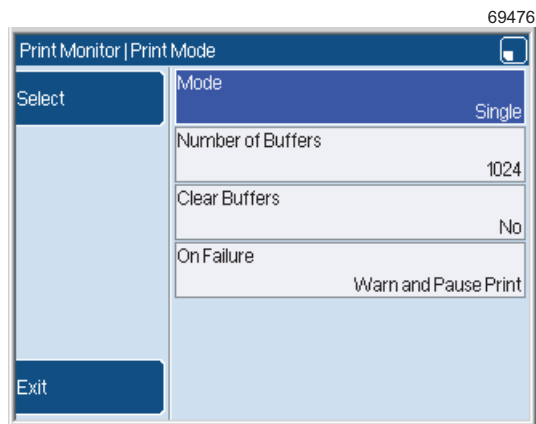 69476
Print Monitor | Print Mode
Select
Mode
Single
Number of Buffers
1024
Clear Buffers
No
On Failure
Warn and Pause Print
Exit